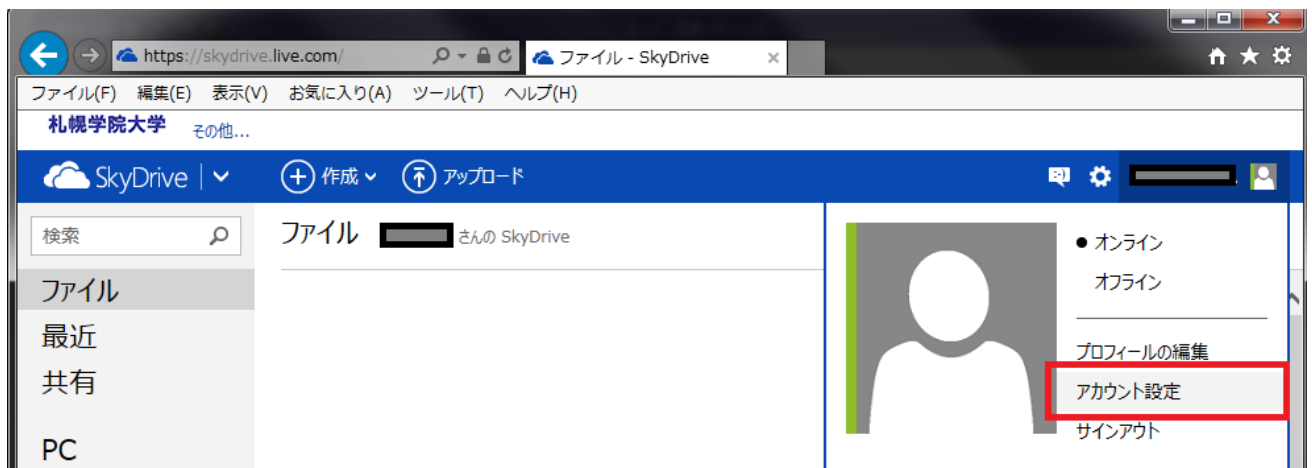 https://skydrive.live.com/
ファイル - SkyDrive
ファイル(F) 編集(E) 表示(V) お気に入り(A) ツール(T) ヘルプ(H)
札幌学院大学 その他...
SkyDrive 作成 アップロード
検索
ファイル さんの SkyDrive
オンライン
オフライン
ファイル
最近
共有
PC
プロフィールの編集
アカウント設定
サインアウト